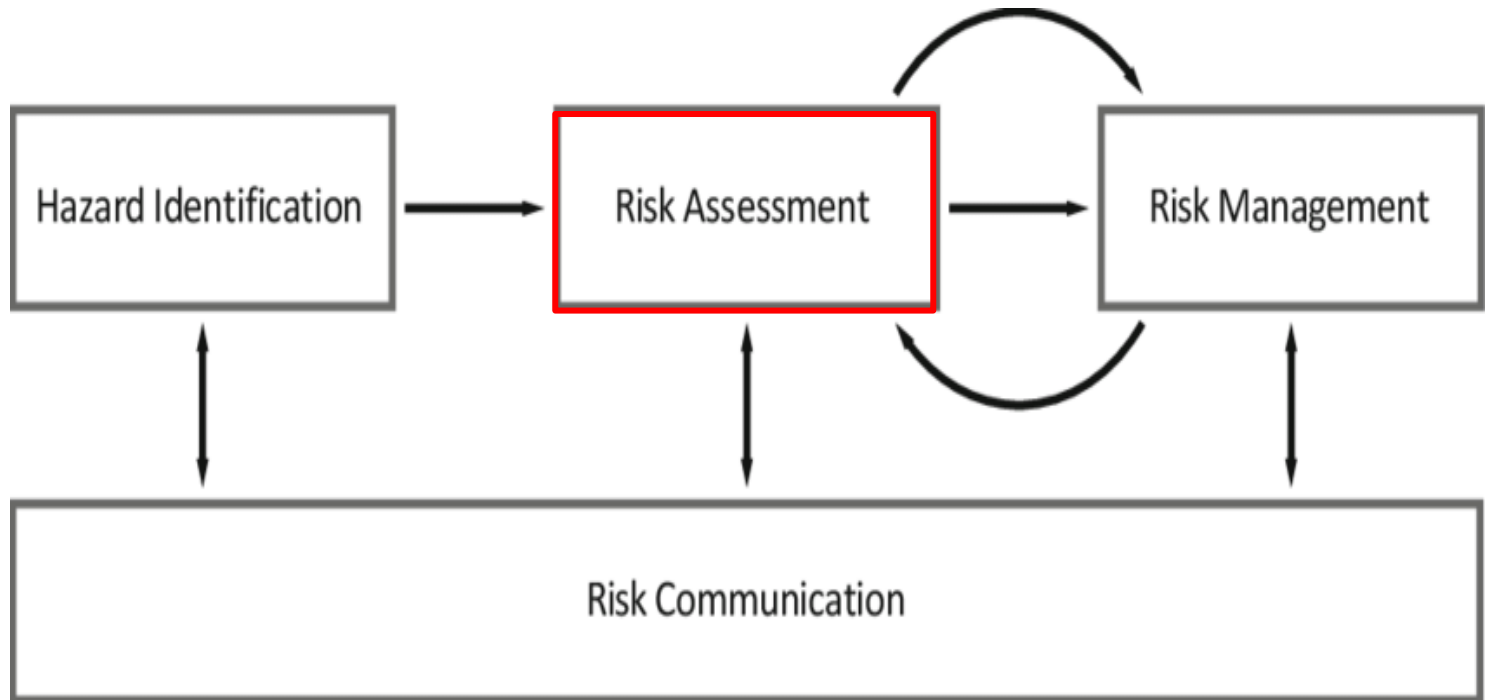 Hazard Identification
Risk Assessment
Risk Management
Risk Communication